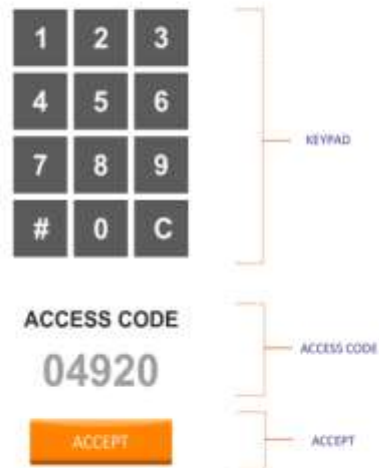 1 2 3
4 5 6
7 8 9
# 0 C
KEYPAD
ACCESS CODE
04920
ACCESS CODE
ACCEPT
ACCEPT